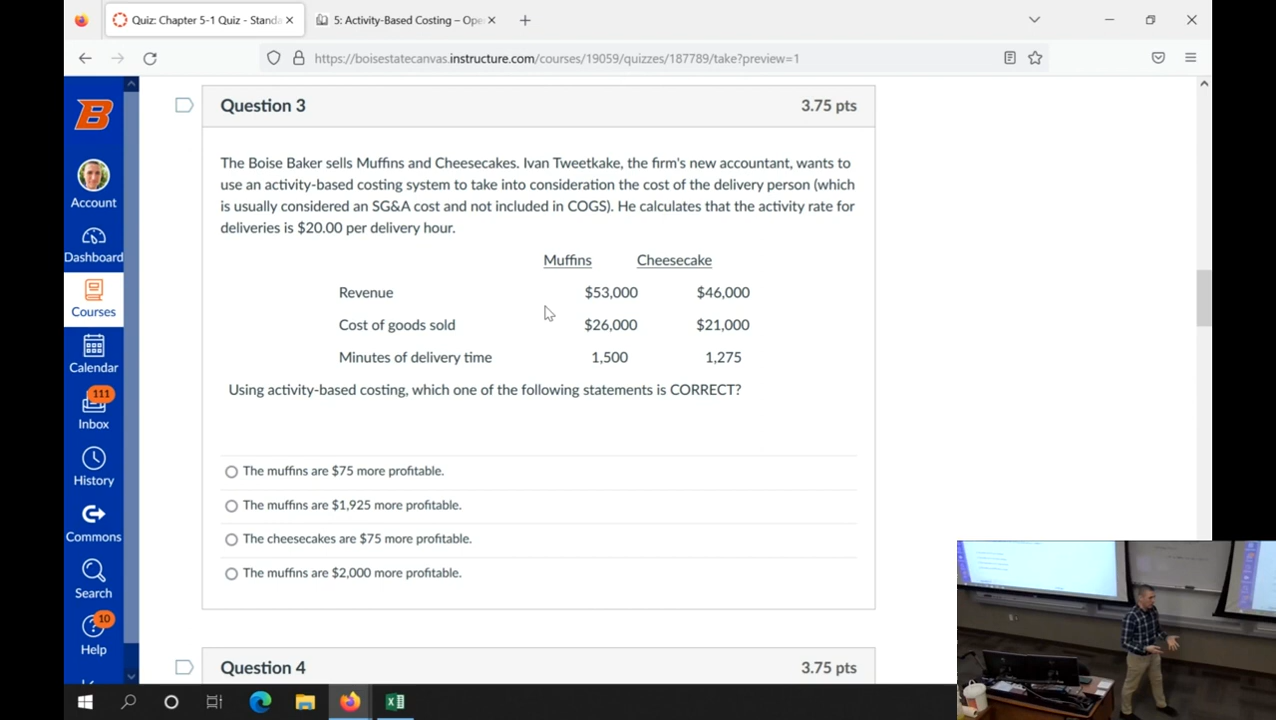 Quiz: Chapter 5-1 Quiz - Standa
5: Activity-Based Costing – Ope
https://boisestatecanvas.instructure.com/courses/19059/quizzes/187789/take?preview=1
B
Account
Dashboard
Courses
Calendar
111
Inbox
History
Commons
Search
10
Help
Question 3
3.75 pts
The Boise Baker sells Muffins and Cheesecakes. Ivan Tweetkake, the firm's new accountant, wants to
use an activity-based costing system to take into consideration the cost of the delivery person (which
is usually considered an SG&A cost and not included in COGS). He calculates that the activity rate for
deliveries is $20.00 per delivery hour.
Muffins Cheesecake
Revenue $53,000 $46,000
Cost of goods sold $26,000 $21,000
Minutes of delivery time 1,500 1,275
Using activity-based costing, which one of the following statements is CORRECT?
The muffins are $75 more profitable.
The muffins are $1,925 more profitable.
The cheesecakes are $75 more profitable.
The muffins are $2,000 more profitable.
Question 4
3.75 pts